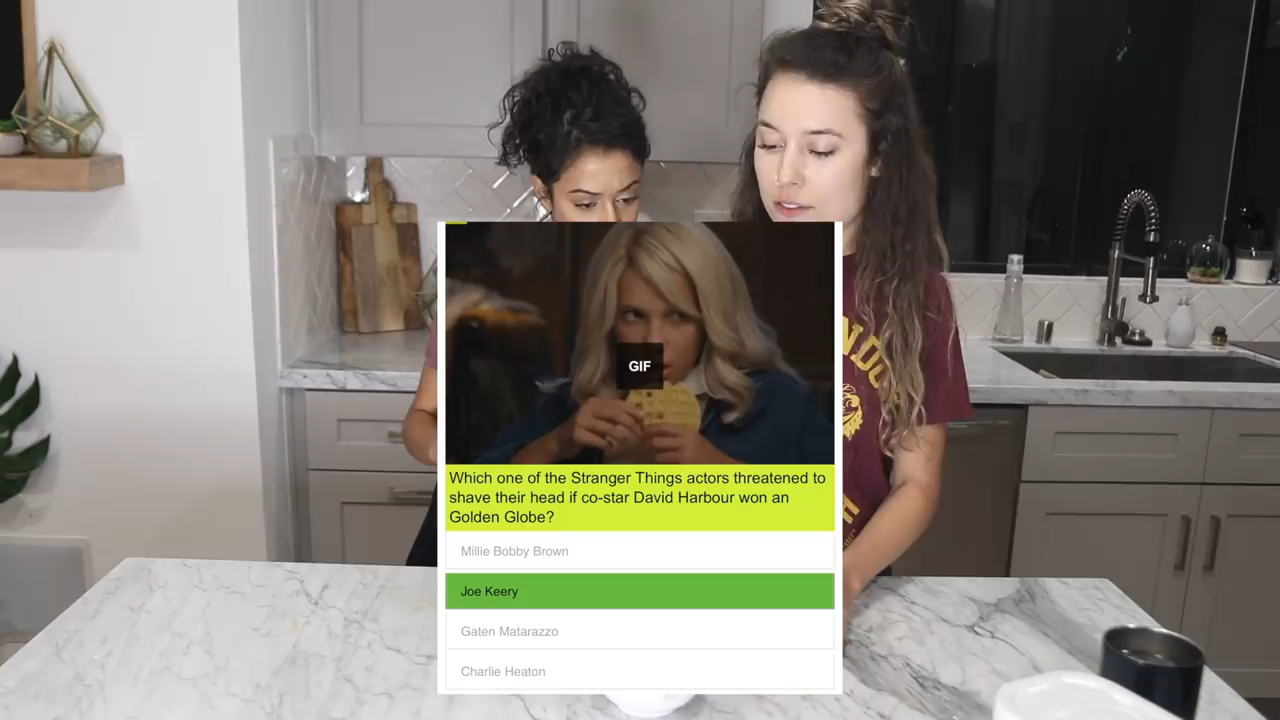 GIF
Which one of the Stranger Things actors threatened to
shave their head if co-star David Harbour won an
Golden Globe?
Millie Bobby Brown
Joe Keery
Gaten Matarazzo
Charlie Heaton